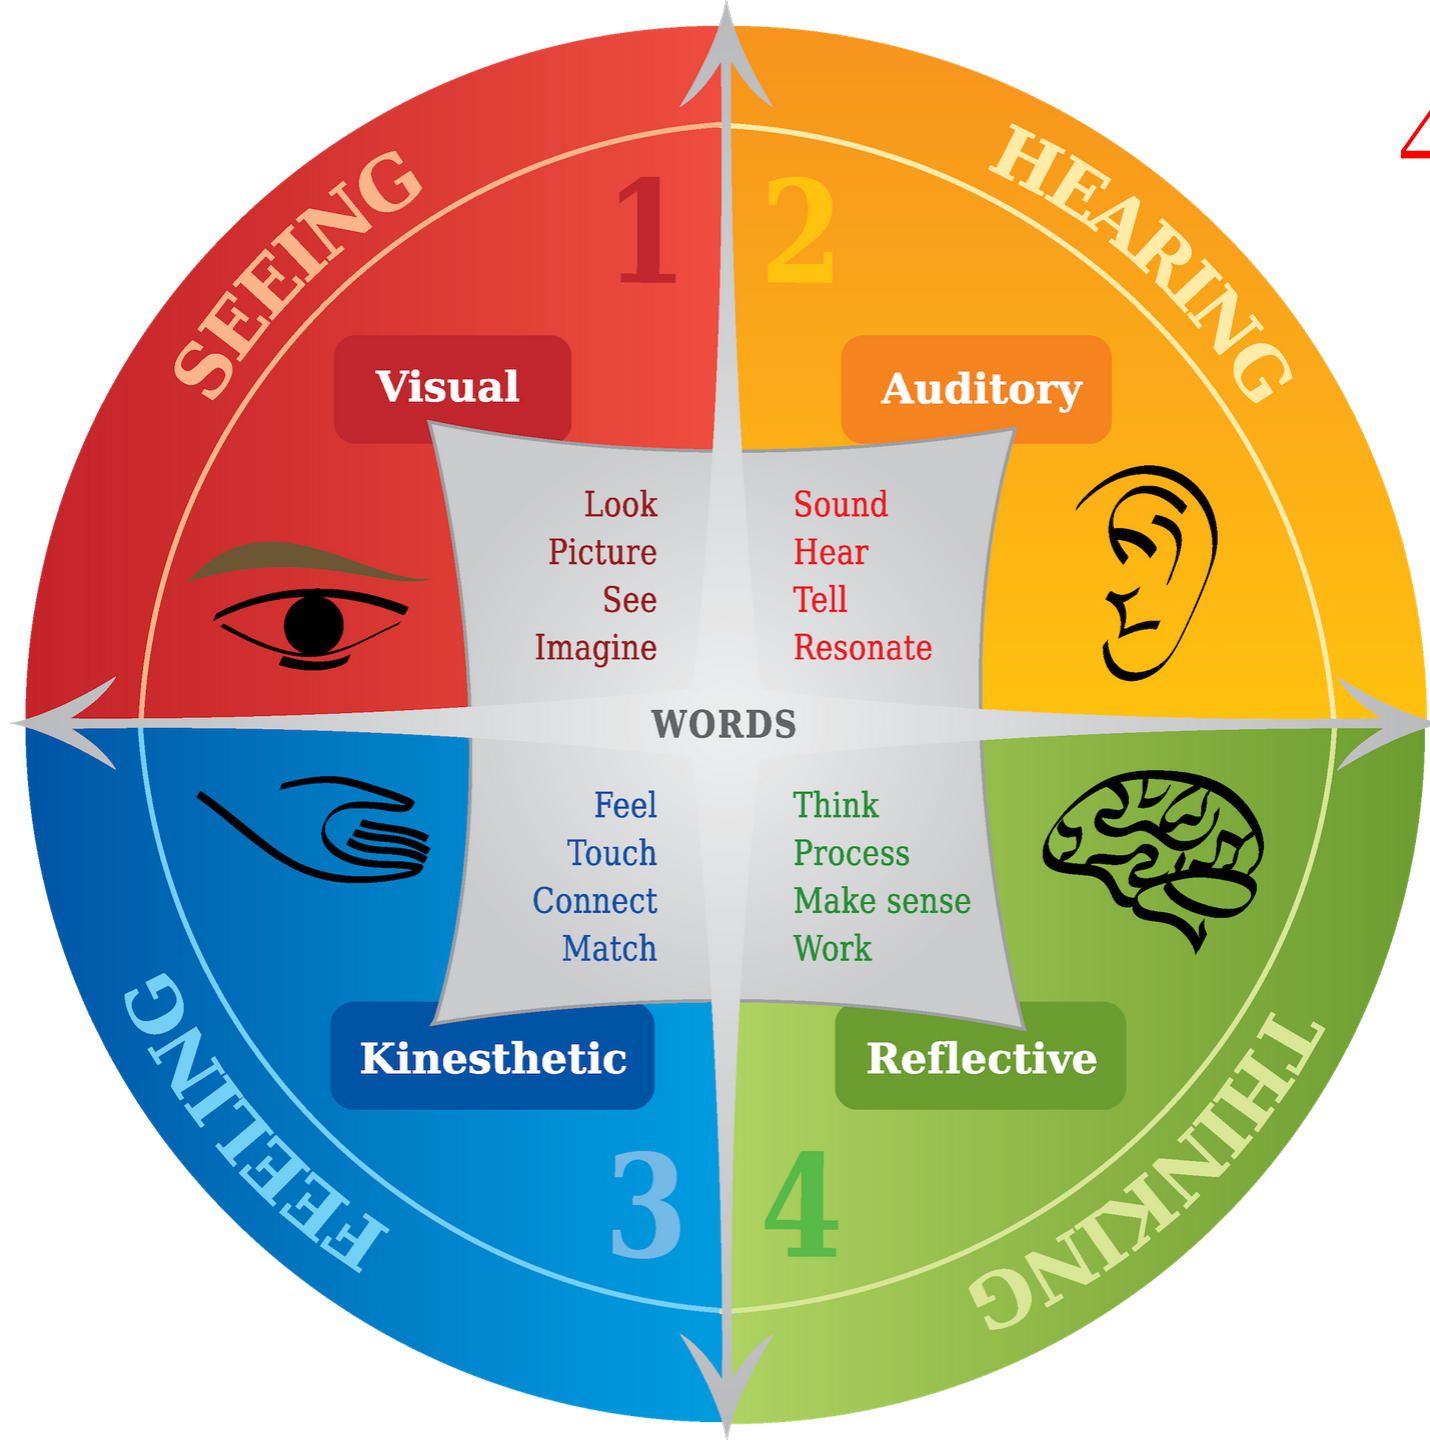 SEEING
1
Visual
Look
Picture
See
Imagine
HEARING
2
Auditory
Sound
Hear
Tell
Resonate
WORDS
Feel
Touch
Connect
Match
Kinesthetic
3
FEELING
Think
Process
Make sense
Work
Reflective
4
THINKING